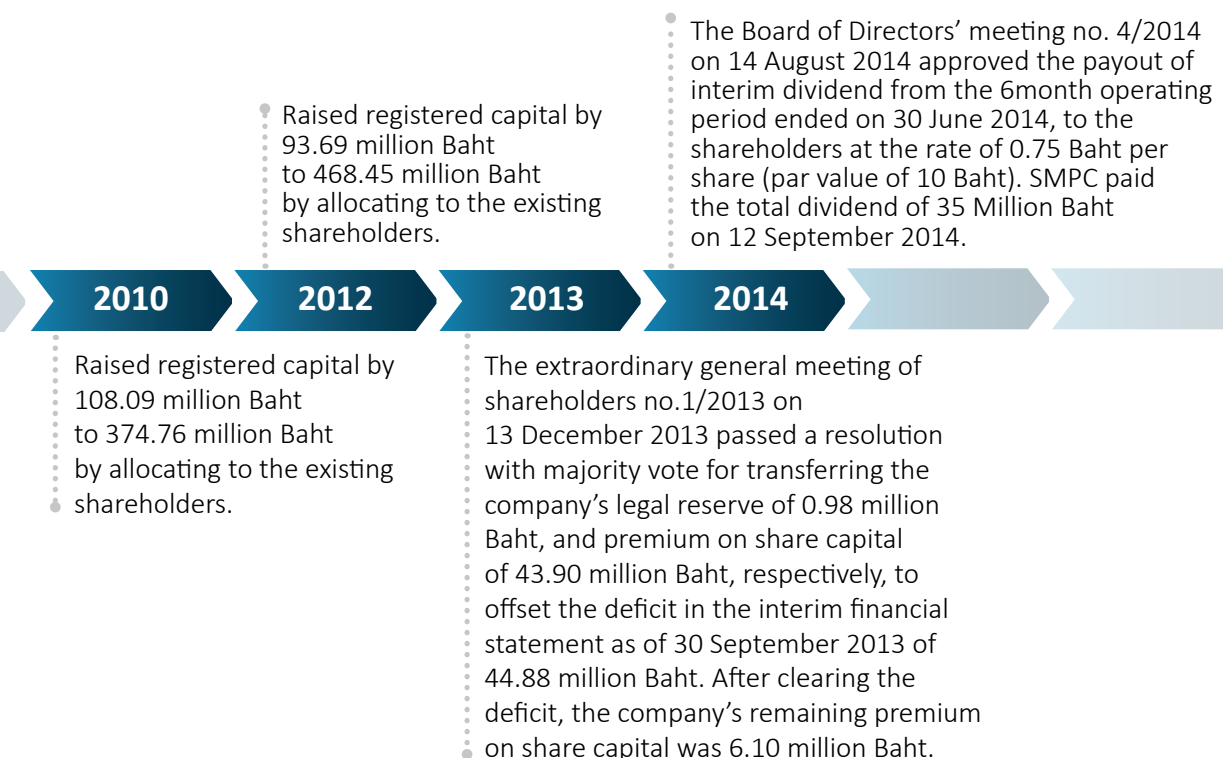 The Board of Directors' meeting no. 4/2014
on 14 August 2014 approved the payout of
interim dividend from the 6month operating
period ended on 30 June 2014, to the
shareholders at the rate of 0.75 Baht per
share (par value of 10 Baht). SMPC paid
the total dividend of 35 Million Baht
on 12 September 2014.
Raised registered capital by
93.69 million Baht
to 468.45 million Baht
by allocating to the existing
shareholders.
2010
2012
2013
2014
Raised registered capital by
108.09 million Baht
to 374.76 million Baht
by allocating to the existing
shareholders.
The extraordinary general meeting of
shareholders no.1/2013 on
13 December 2013 passed a resolution
with majority vote for transferring the
company's legal reserve of 0.98 million
Baht, and premium on share capital
of 43.90 million Baht, respectively, to
offset the deficit in the interim financial
statement as of 30 September 2013 of
44.88 million Baht. After clearing the
deficit, the company's remaining premium
on share capital was 6.10 million Baht.